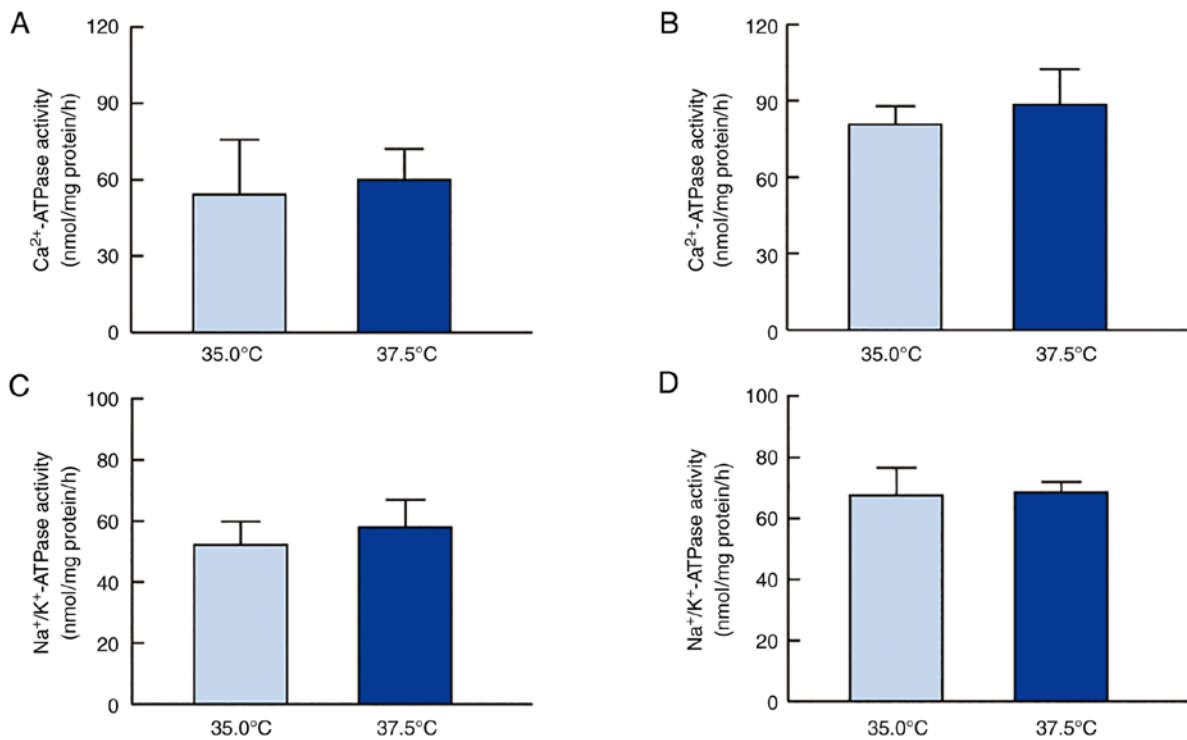 A
Ca²⁺-ATPase activity
(nmol/mg protein/h)
120
90
60
30
0
35.0°C
37.5°C
B
Ca²⁺-ATPase activity
(nmol/mg protein/h)
120
90
60
30
0
35.0°C
37.5°C
C
Na⁺/K⁺-ATPase activity
(nmol/mg protein/h)
100
80
60
40
20
0
35.0°C
37.5°C
D
Na⁺/K⁺-ATPase activity
(nmol/mg protein/h)
100
80
60
40
20
0
35.0°C
37.5°C